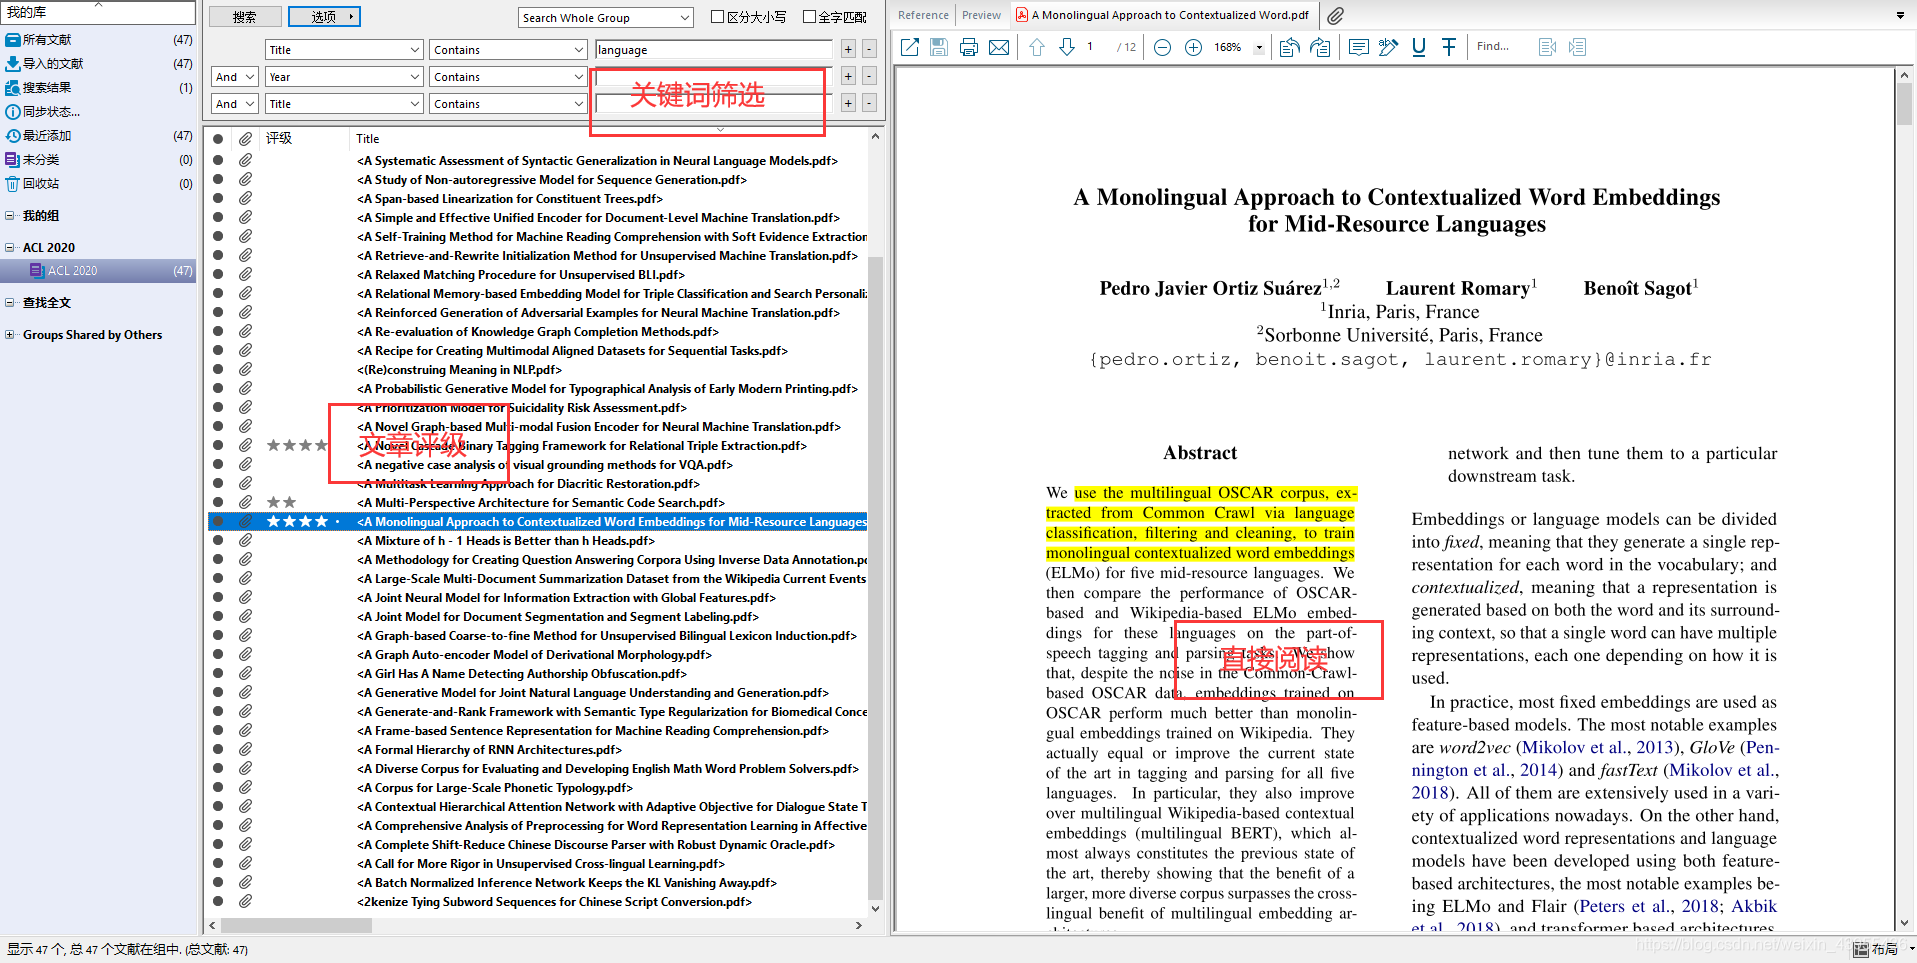 我的库
所有文献 (47)
导入的文献 (47)
搜索结果 (1)
同步状态...
最近添加 (47)
未分类 (0)
回收站 (0)
我的组
ACL 2020
ACL 2020 (47)
查找全文
Groups Shared by Others
搜索 选项 Search Whole Group 区分大小写 全字匹配
Title Contains language + -
And Year Contains + -
And Title Contains + -
关键词筛选
评级 Title
<A Systematic Assessment of Syntactic Generalization in Neural Language Models.pdf>
<A Study of Non-autoregressive Model for Sequence Generation.pdf>
<A Span-based Linearization for Constituent Trees.pdf>
<A Simple and Effective Unified Encoder for Document-Level Machine Translation.pdf>
<A Self-Training Method for Machine Reading Comprehension with Soft Evidence Extraction
<A Retrieve-and-Rewrite Initialization Method for Unsupervised Machine Translation.pdf>
<A Relaxed Matching Procedure for Unsupervised BLI.pdf>
<A Relational Memory-based Embedding Model for Triple Classification and Search Personali
<A Reinforced Generation of Adversarial Examples for Neural Machine Translation.pdf>
<A Re-evaluation of Knowledge Graph Completion Methods.pdf>
<A Recipe for Creating Multimodal Aligned Datasets for Sequential Tasks.pdf>
<(Re)construing Meaning in NLP.pdf>
<A Probabilistic Generative Model for Typographical Analysis of Early Modern Printing.pdf>
<A Prioritization Model for Suicidality Risk Assessment.pdf>
<A Novel Graph-based Multi-modal Fusion Encoder for Neural Machine Translation.pdf>
★★★★ <A Novel Cascade Binary Tagging Framework for Relational Triple Extraction.pdf>
文章评级
<A negative case analysis of visual grounding methods for VQA.pdf>
<A Multitask Learning Approach for Diacritic Restoration.pdf>
★★ <A Multi-Perspective Architecture for Semantic Code Search.pdf>
★★★★ · <A Monolingual Approach to Contextualized Word Embeddings for Mid-Resource Languages
<A Mixture of h - 1 Heads is Better than h Heads.pdf>
<A Methodology for Creating Question Answering Corpora Using Inverse Data Annotation.pd
<A Large-Scale Multi-Document Summarization Dataset from the Wikipedia Current Events
<A Joint Neural Model for Information Extraction with Global Features.pdf>
<A Joint Model for Document Segmentation and Segment Labeling.pdf>
<A Graph-based Coarse-to-fine Method for Unsupervised Bilingual Lexicon Induction.pdf>
<A Graph Auto-encoder Model of Derivational Morphology.pdf>
<A Girl Has A Name Detecting Authorship Obfuscation.pdf>
<A Generative Model for Joint Natural Language Understanding and Generation.pdf>
<A Generate-and-Rank Framework with Semantic Type Regularization for Biomedical Conce
<A Frame-based Sentence Representation for Machine Reading Comprehension.pdf>
<A Formal Hierarchy of RNN Architectures.pdf>
<A Diverse Corpus for Evaluating and Developing English Math Word Problem Solvers.pdf>
<A Corpus for Large-Scale Phonetic Typology.pdf>
<A Contextual Hierarchical Attention Network with Adaptive Objective for Dialogue State T
<A Comprehensive Analysis of Preprocessing for Word Representation Learning in Affective
<A Complete Shift-Reduce Chinese Discourse Parser with Robust Dynamic Oracle.pdf>
<A Call for More Rigor in Unsupervised Cross-lingual Learning.pdf>
<A Batch Normalized Inference Network Keeps the KL Vanishing Away.pdf>
<2kenize Tying Subword Sequences for Chinese Script Conversion.pdf>
显示 47 个, 总 47 个文献在组中. (总文献: 47)
Reference Preview A Monolingual Approach to Contextualized Word.pdf
1 / 12 168% Find...
A Monolingual Approach to Contextualized Word Embeddings
for Mid-Resource Languages
Pedro Javier Ortiz Suárez1,2 Laurent Romary1 Benoît Sagot1
1Inria, Paris, France
2Sorbonne Université, Paris, France
{pedro.ortiz, benoit.sagot, laurent.romary}@inria.fr
Abstract
We use the multilingual OSCAR corpus, ex-
tracted from Common Crawl via language
classification, filtering and cleaning, to train
monolingual contextualized word embeddings
(ELMo) for five mid-resource languages. We
then compare the performance of OSCAR-
based and Wikipedia-based ELMo embed-
dings for these languages on the part-of-
speech tagging and parsing tasks. We show
that, despite the noise in the Common-Crawl-
based OSCAR data, embeddings trained on
OSCAR perform much better than monolin-
gual embeddings trained on Wikipedia. They
actually equal or improve the current state
of the art in tagging and parsing for all five
languages. In particular, they also improve
over multilingual Wikipedia-based contextual
embeddings (multilingual BERT), which al-
most always constitutes the previous state of
the art, thereby showing that the benefit of a
larger, more diverse corpus surpasses the cross-
lingual benefit of multilingual embedding ar-
chitectures.
直接阅读
network and then tune them to a particular
downstream task.
Embeddings or language models can be divided
into fixed, meaning that they generate a single rep-
resentation for each word in the vocabulary; and
contextualized, meaning that a representation is
generated based on both the word and its surround-
ing context, so that a single word can have multiple
representations, each one depending on how it is
used.
In practice, most fixed embeddings are used as
feature-based models. The most notable examples
are word2vec (Mikolov et al., 2013), GloVe (Pen-
nington et al., 2014) and fastText (Mikolov et al.,
2018). All of them are extensively used in a vari-
ety of applications nowadays. On the other hand,
contextualized word representations and language
models have been developed using both feature-
based architectures, the most notable examples be-
ing ELMo and Flair (Peters et al., 2018; Akbik
et al., 2018), and transformer based architectures,
布局